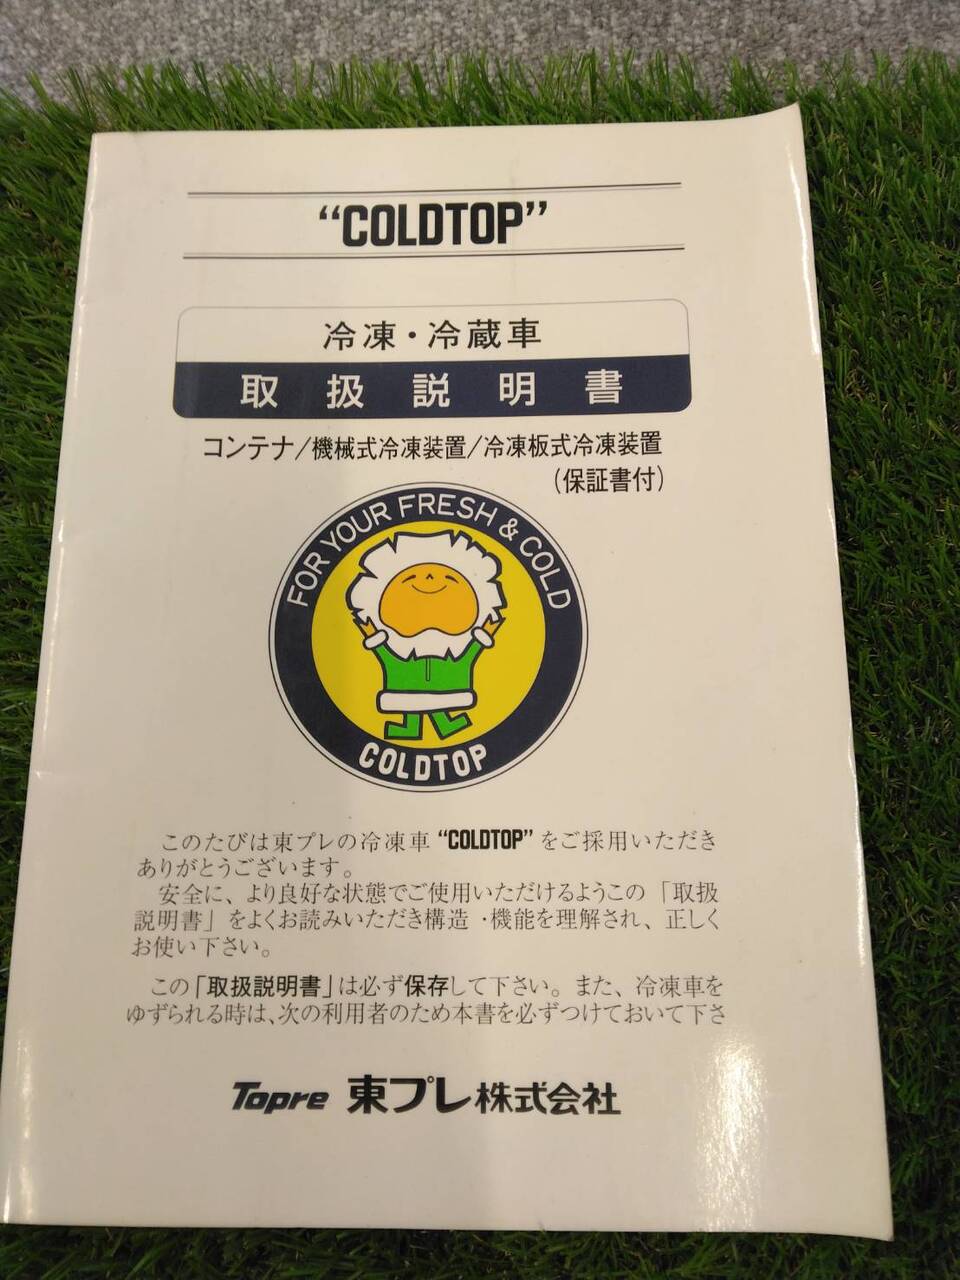 “COLDTOP”
冷凍・冷蔵車
取扱説明書
コンテナ/機械式冷凍装置/冷凍板式冷凍装置
(保証書付)
FOR YOUR FRESH & COLD
COLDTOP
このたびは東プレの冷凍車“COLDTOP”をご採用いただき
ありがとうございます。
安全に、より良好な状態でご使用いただけるようこの「取扱
説明書」をよくお読みいただき構造・機能を理解され、正しく
お使い下さい。
この「取扱説明書」は必ず保存して下さい。また、冷凍車を
ゆずられる時は、次の利用者のため本書を必ずつけておいて下さ
Topre 東プレ株式会社